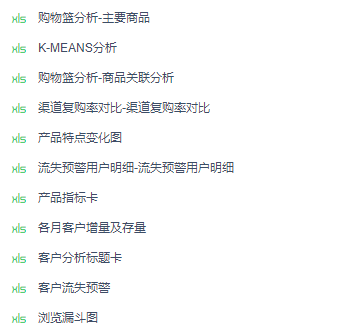 xls 购物篮分析-主要商品
xls K-MEANS分析
xls 购物篮分析-商品关联分析
xls 渠道复购率对比-渠道复购率对比
xls 产品特点变化图
xls 流失预警用户明细-流失预警用户明细
xls 产品指标卡
xls 各月客户增量及存量
xls 客户分析标题卡
xls 客户流失预警
xls 浏览漏斗图